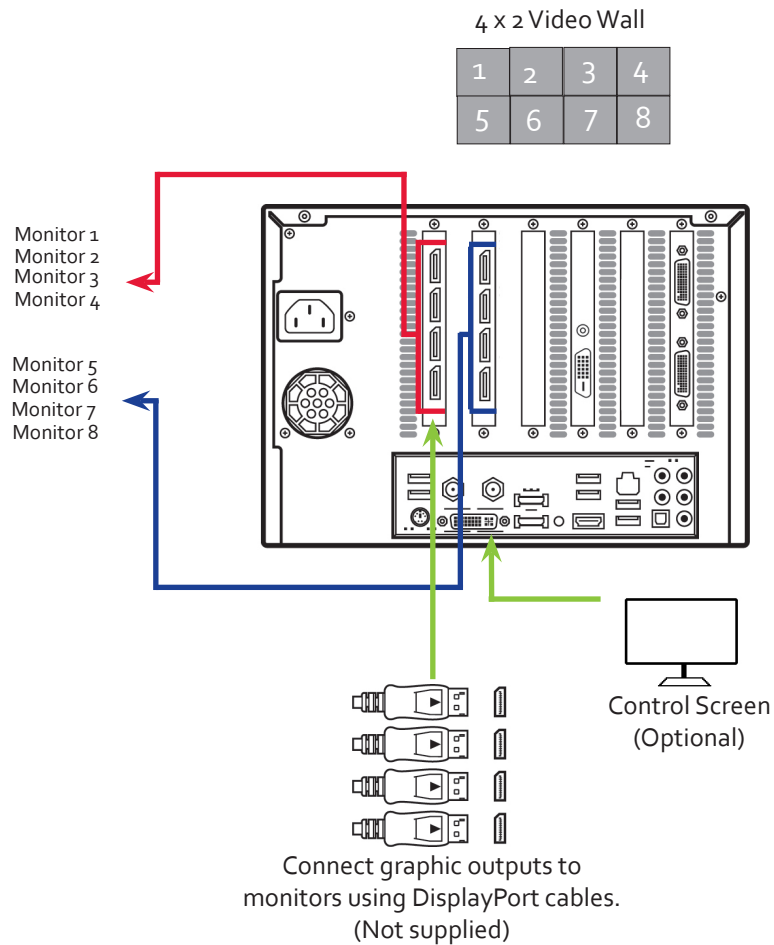 4 x 2 Video Wall
1 2 3 4
5 6 7 8
Monitor 1
Monitor 2
Monitor 3
Monitor 4
Monitor 5
Monitor 6
Monitor 7
Monitor 8
Control Screen
(Optional)
Connect graphic outputs to
monitors using DisplayPort cables.
(Not supplied)